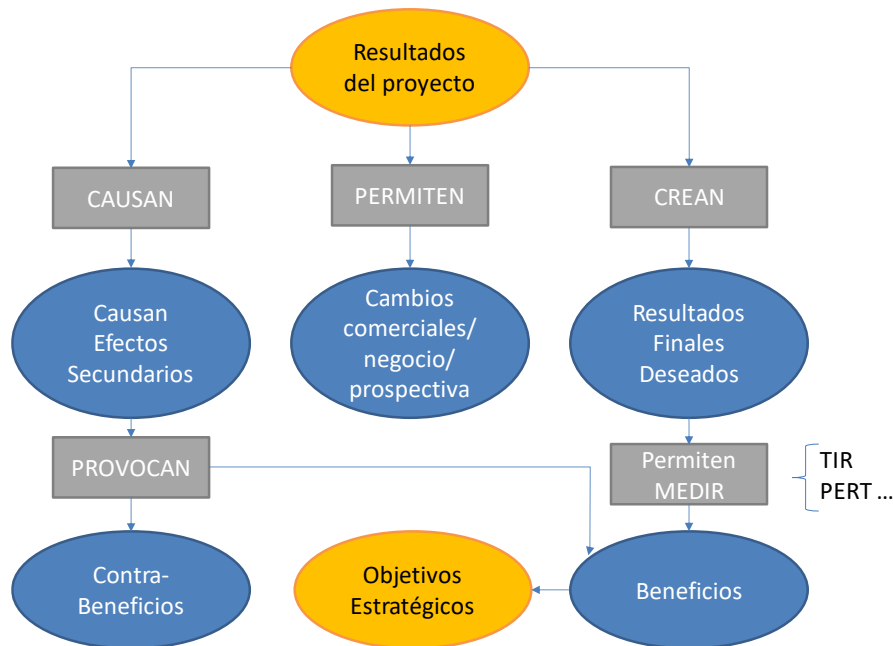 Resultados
del proyecto
CAUSAN
PERMITEN
CREAN
Causan
Efectos
Secundarios
Cambios
comerciales/
negocio/
prospectiva
Resultados
Finales
Deseados
PROVOCAN
Permiten
MEDIR
TIR
PERT ...
Contra-
Beneficios
Objetivos
Estratégicos
Beneficios